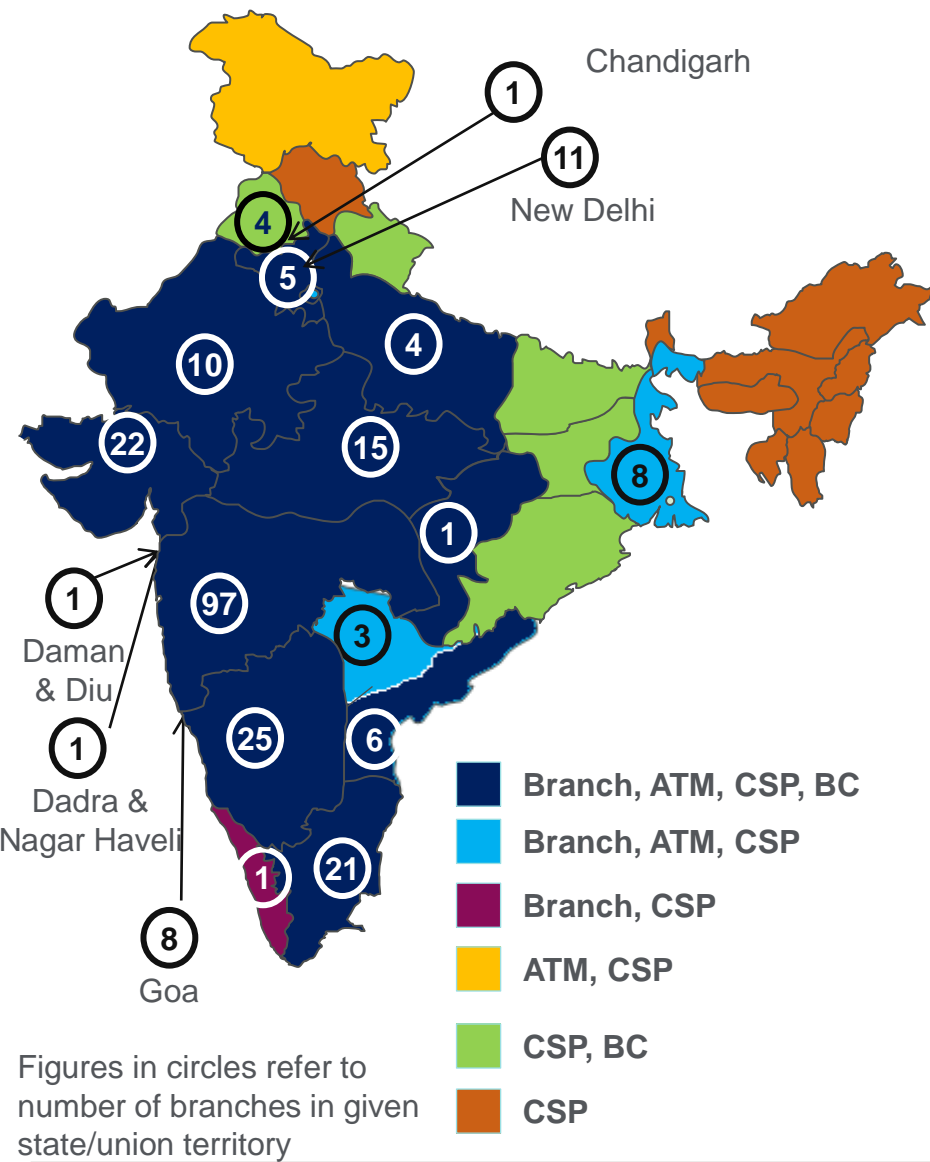 Chandigarh
1
11
New Delhi
4
5
4
10
22
15
8
1
1
97
3
Daman
& Diu
25
6
1
Dadra &
Nagar Haveli
1
21
8
Goa
Branch, ATM, CSP, BC
Branch, ATM, CSP
Branch, CSP
ATM, CSP
CSP, BC
CSP
Figures in circles refer to
number of branches in given
state/union territory